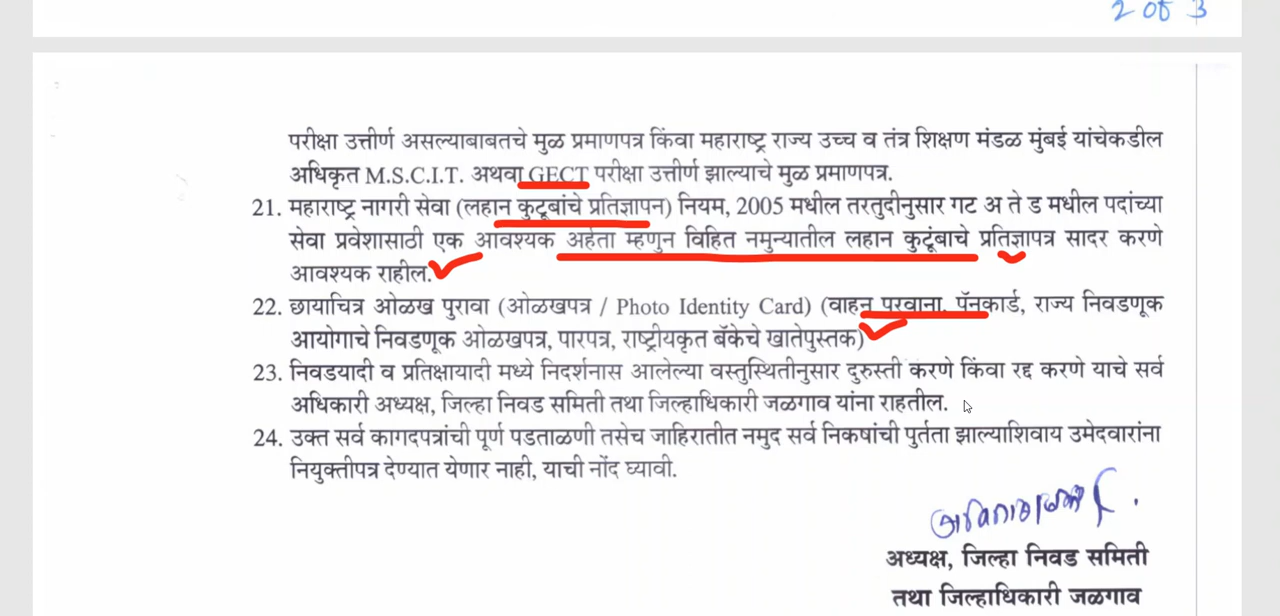 2 of 3
परीक्षा उत्तीर्ण असल्याबाबतचे मुळ प्रमाणपत्र किंवा महाराष्ट्र राज्य उच्च व तंत्र शिक्षण मंडळ मुंबई यांचेकडील
अधिकृत M.S.C.I.T. अथवा GECT परीक्षा उत्तीर्ण झाल्याचे मुळ प्रमाणपत्र.
21. महाराष्ट्र नागरी सेवा (लहान कुटूबांचे प्रतिज्ञापन) नियम, 2005 मधील तरतुदीनुसार गट अ ते ड मधील पदांच्या
सेवा प्रवेशासाठी एक आवश्यक अर्हता म्हणुन विहित नमुन्यातील लहान कुटूंबाचे प्रतिज्ञापत्र सादर करणे
आवश्यक राहील.
22. छायाचित्र ओळख पुरावा (ओळखपत्र / Photo Identity Card) (वाहन परवाना, पॅनकार्ड, राज्य निवडणूक
आयोगाचे निवडणूक ओळखपत्र, पारपत्र, राष्ट्रीयकृत बॅकेचे खातेपुस्तक)
23. निवडयादी व प्रतिक्षायादी मध्ये निदर्शनास आलेल्या वस्तुस्थितीनुसार दुरुस्ती करणे किंवा रद्द करणे याचे सर्व
अधिकारी अध्यक्ष, जिल्हा निवड समिती तथा जिल्हाधिकारी जळगाव यांना राहतील.
24. उक्त सर्व कागदपत्रांची पूर्ण पडताळणी तसेच जाहिरातीत नमुद सर्व निकषांची पुर्तता झाल्याशिवाय उमेदवारांना
नियुक्तीपत्र देण्यात येणार नाही, याची नोंद घ्यावी.
अध्यक्ष, जिल्हा निवड समिती
तथा जिल्हाधिकारी जळगाव